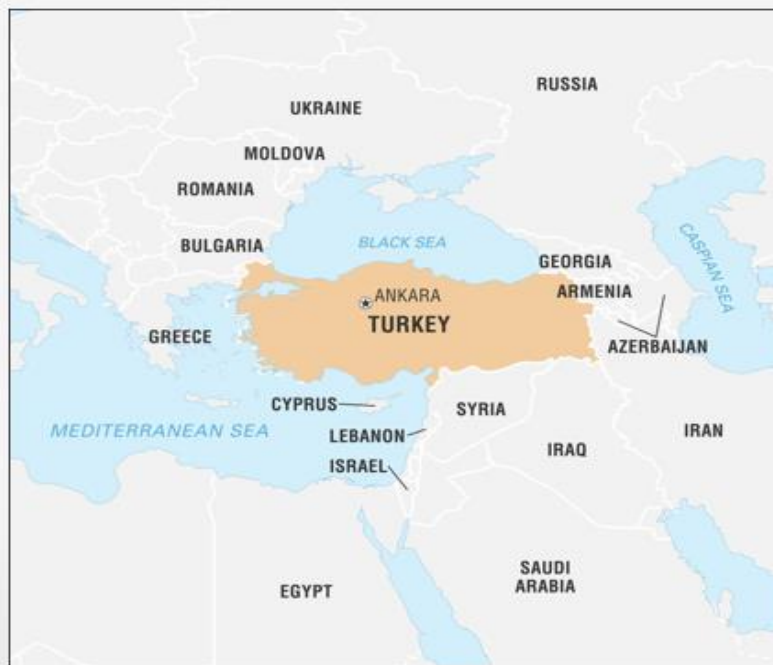 RUSSIA
UKRAINE
MOLDOVA
ROMANIA
BULGARIA
BLACK SEA
CASPIAN SEA
GEORGIA
ARMENIA
ANKARA
TURKEY
GREECE
AZERBAIJAN
CYPRUS
SYRIA
MEDITERRANEAN SEA
LEBANON
IRAN
IRAQ
ISRAEL
SAUDI
ARABIA
EGYPT